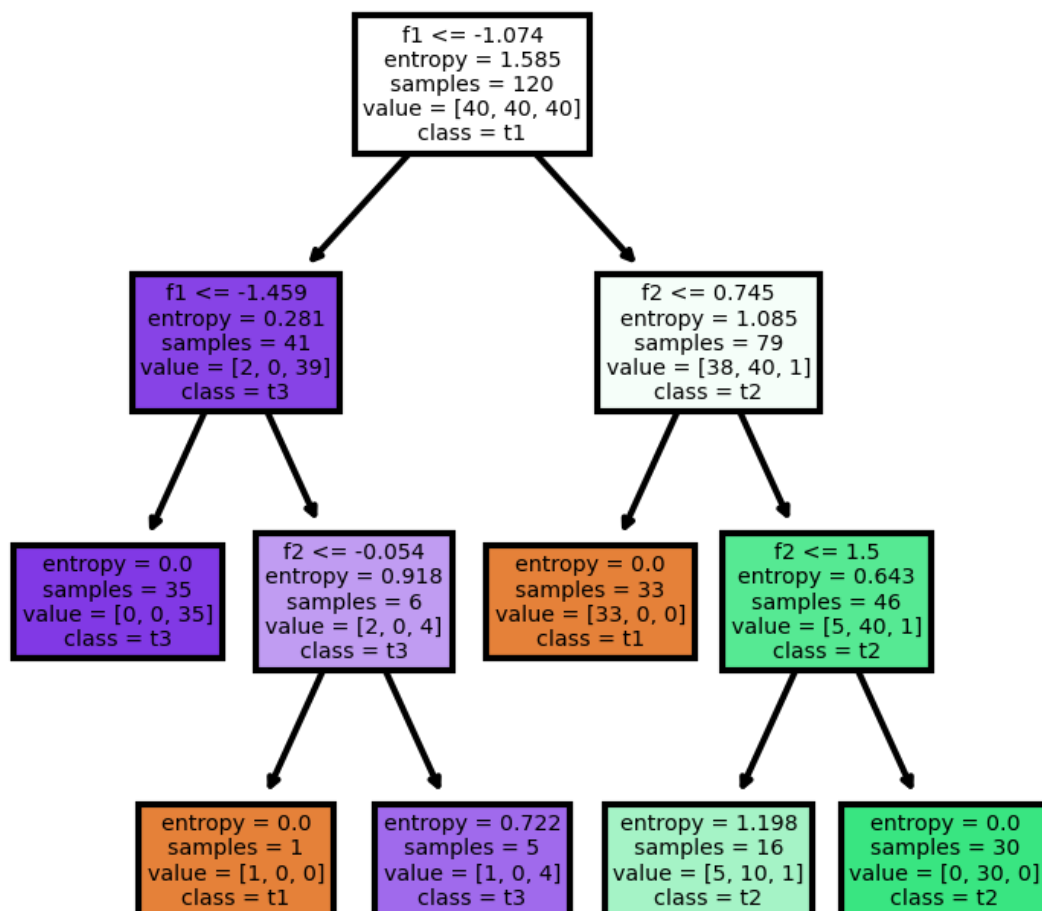 f1 <= -1.074
entropy = 1.585
samples = 120
value = [40, 40, 40]
class = t1
f1 <= -1.459
entropy = 0.281
samples = 41
value = [2, 0, 39]
class = t3
f2 <= 0.745
entropy = 1.085
samples = 79
value = [38, 40, 1]
class = t2
entropy = 0.0
samples = 35
value = [0, 0, 35]
class = t3
f2 <= -0.054
entropy = 0.918
samples = 6
value = [2, 0, 4]
class = t3
entropy = 0.0
samples = 33
value = [33, 0, 0]
class = t1
f2 <= 1.5
entropy = 0.643
samples = 46
value = [5, 40, 1]
class = t2
entropy = 0.0
samples = 1
value = [1, 0, 0]
class = t1
entropy = 0.722
samples = 5
value = [1, 0, 4]
class = t3
entropy = 1.198
samples = 16
value = [5, 10, 1]
class = t2
entropy = 0.0
samples = 30
value = [0, 30, 0]
class = t2